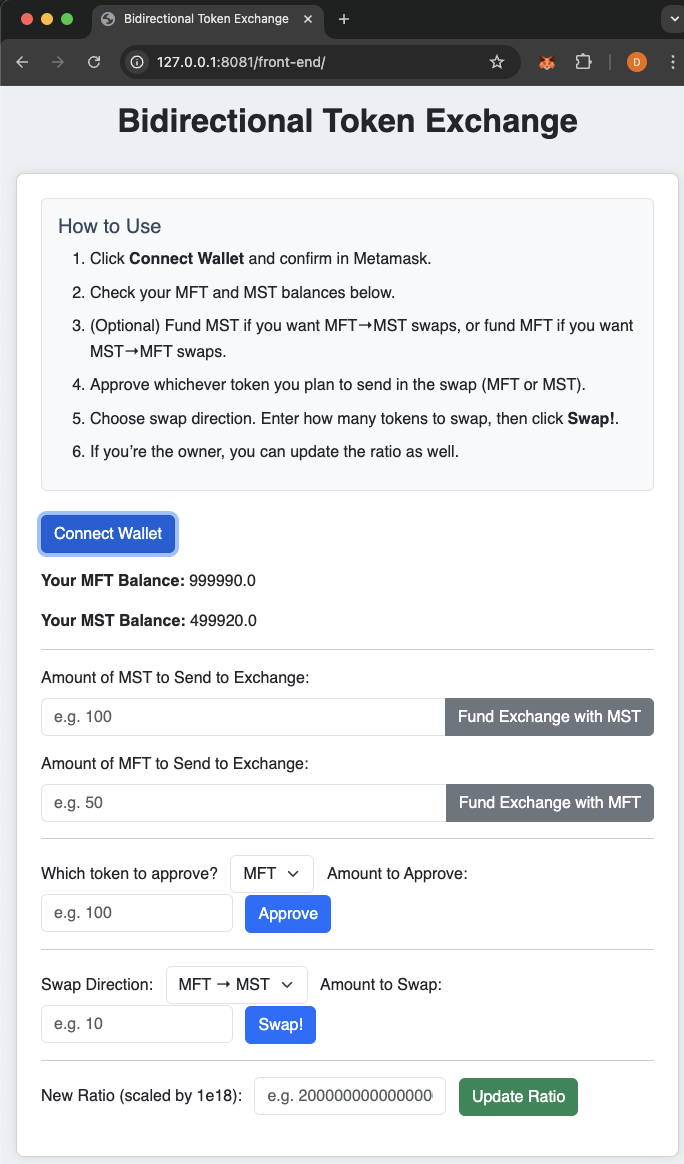 Bidirectional Token Exchange
127.0.0.1:8081/front-end/
D
Bidirectional Token Exchange
How to Use
1. Click Connect Wallet and confirm in Metamask.
2. Check your MFT and MST balances below.
3. (Optional) Fund MST if you want MFT→MST swaps, or fund MFT if you want
MST→MFT swaps.
4. Approve whichever token you plan to send in the swap (MFT or MST).
5. Choose swap direction. Enter how many tokens to swap, then click Swap!.
6. If you’re the owner, you can update the ratio as well.
Connect Wallet
Your MFT Balance: 999990.0
Your MST Balance: 499920.0
Amount of MST to Send to Exchange:
e.g. 100 Fund Exchange with MST
Amount of MFT to Send to Exchange:
e.g. 50 Fund Exchange with MFT
Which token to approve? MFT Amount to Approve:
e.g. 100 Approve
Swap Direction: MFT → MST Amount to Swap:
e.g. 10 Swap!
New Ratio (scaled by 1e18): e.g. 200000000000000 Update Ratio